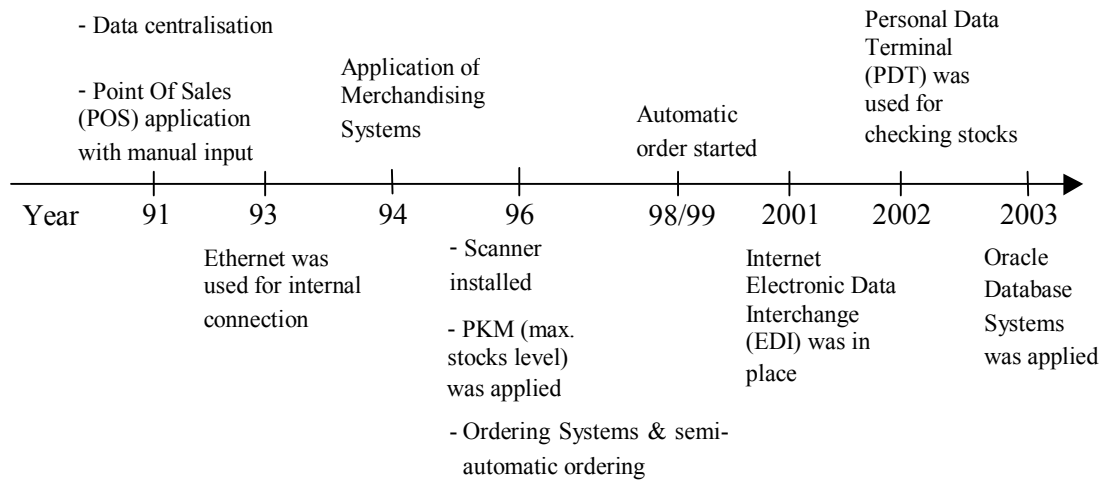 - Data centralisation
- Point Of Sales
(POS) application
with manual input
Application of
Merchandising
Systems
Automatic
order started
Personal Data
Terminal
(PDT) was
used for
checking stocks
Year 91 93 94 96 98/99 2001 2002 2003
Ethernet was
used for internal
connection
- Scanner
installed
- PKM (max.
stocks level)
was applied
- Ordering Systems & semi-
automatic ordering
Internet
Electronic Data
Interchange
(EDI) was in
place
Oracle
Database
Systems
was applied